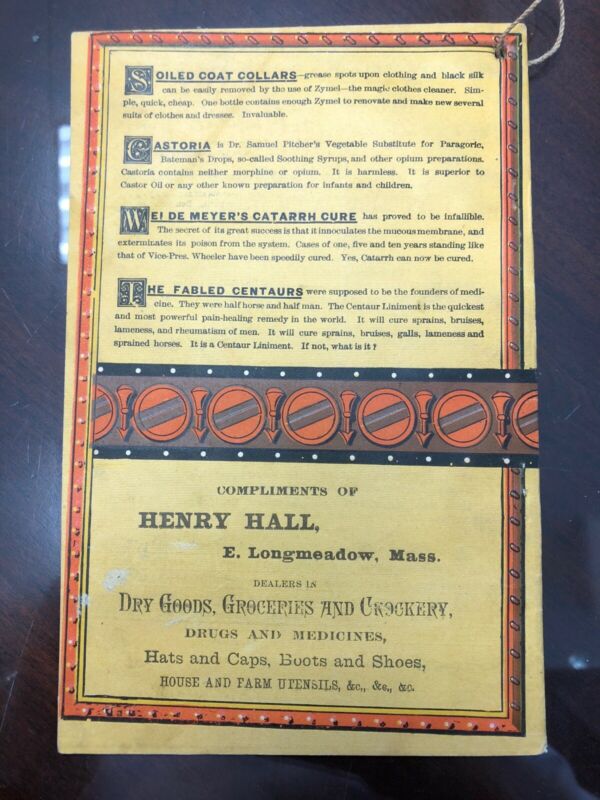 SOILED COAT COLLARS—grease spots upon clothing and black silk
can be easily removed by the use of Zymel—the magic clothes cleaner. Sim-
ple, quick, cheap. One bottle contains enough Zymel to renovate and make new several
suits of clothes and dresses. Invaluable.
CASTORIA is Dr. Samuel Pitcher's Vegetable Substitute for Paragoric,
Bateman's Drops, so-called Soothing Syrups, and other opium preparations.
Castoria contains neither morphine or opium. It is harmless. It is superior to
Castor Oil or any other known preparation for infants and children.
WEI DE MEYER'S CATARRH CURE has proved to be infallible.
The secret of its great success is that it innoculates the mucous membrane, and
exterminates its poison from the system. Cases of one, five and ten years standing like
that of Vice-Pres. Wheeler have been speedily cured. Yes, Catarrh can now be cured.
THE FABLED CENTAURS were supposed to be the founders of medi-
cine. They were half horse and half man. The Centaur Liniment is the quickest
and most powerful pain-healing remedy in the world. It will cure sprains, bruises,
lameness, and rheumatism of men. It will cure sprains, bruises, galls, lameness and
sprained horses. It is a Centaur Liniment. If not, what is it?
COMPLIMENTS OF
HENRY HALL,
E. Longmeadow, Mass.
DEALERS IN
DRY GOODS, GROCERIES AND CROCKERY,
DRUGS AND MEDICINES,
Hats and Caps, Boots and Shoes,
HOUSE AND FARM UTENSILS, &c., &c., &c.